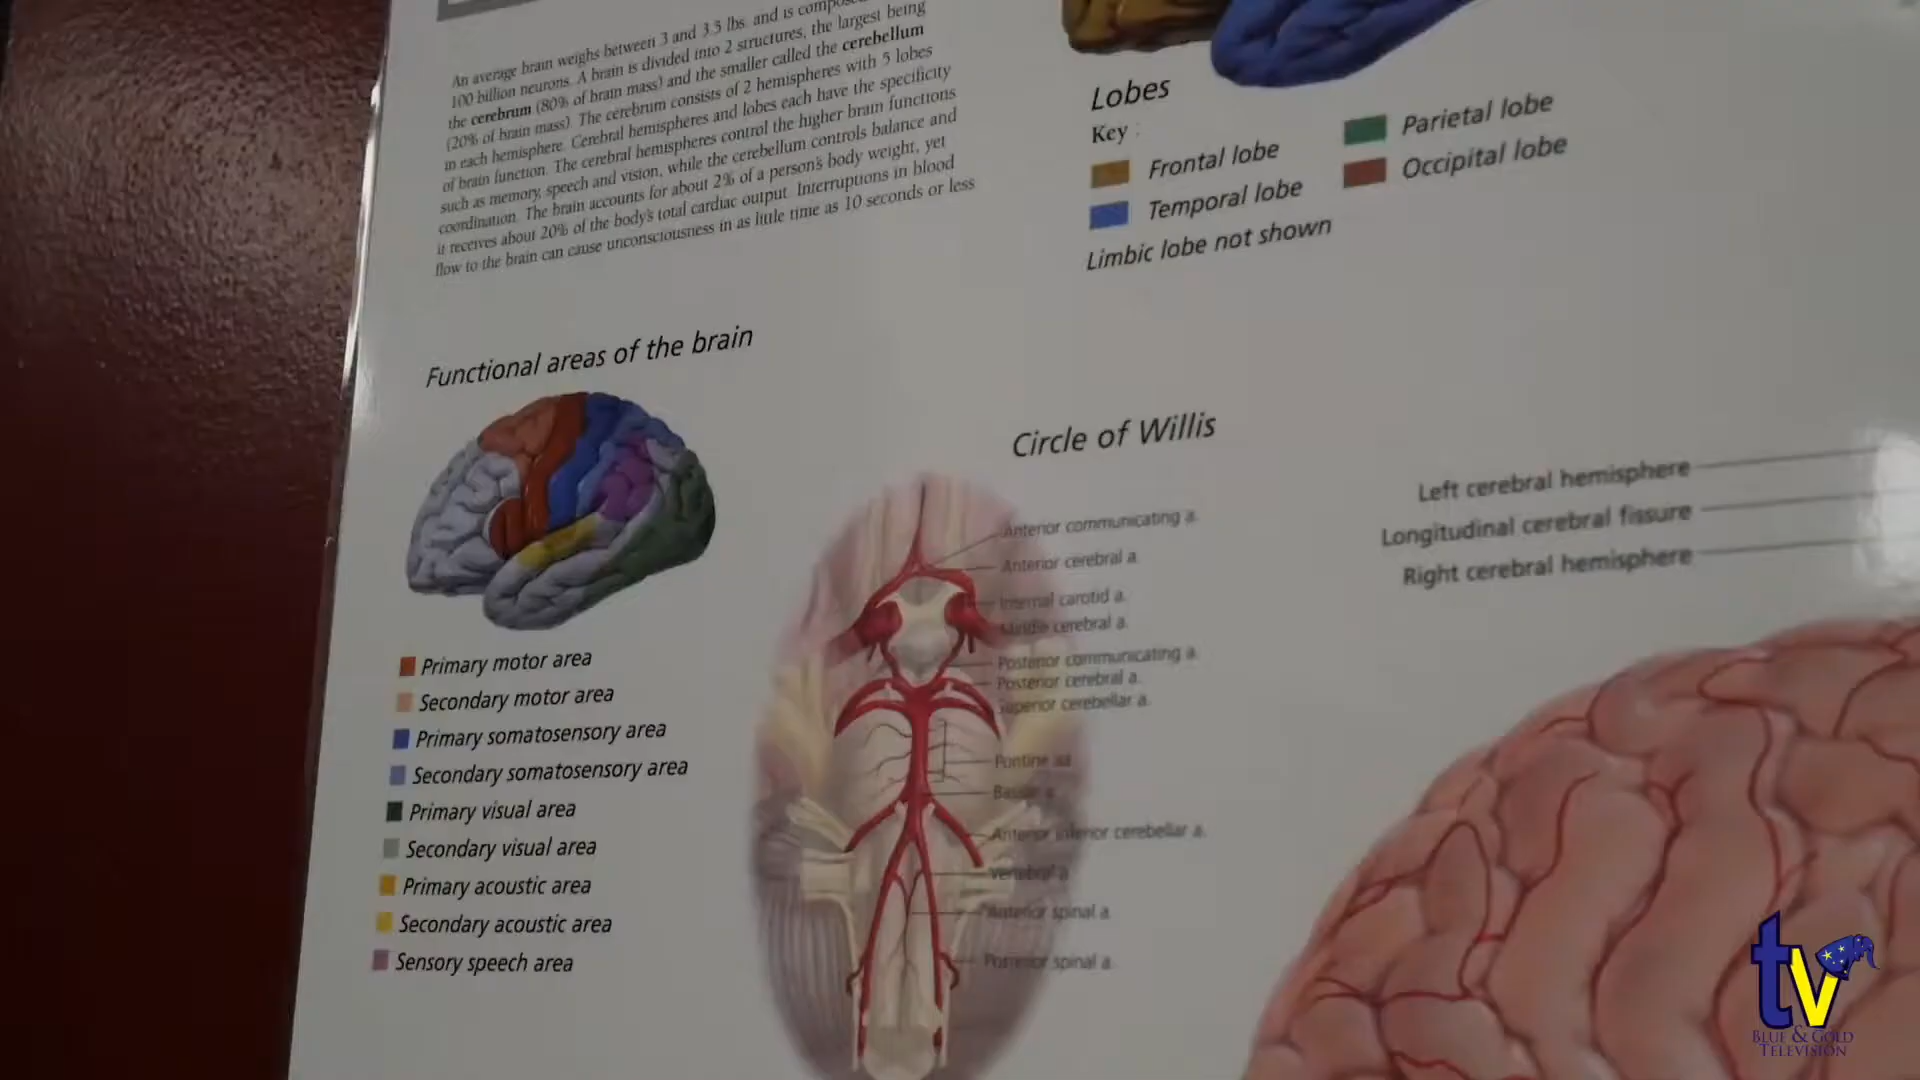 An average brain weighs between 3 and 3.5 lbs. and is
100 billion neurons. A brain is divided into 2 structures, the largest being
the cerebrum (80% of brain mass) and the smaller called the cerebellum
(20% of brain mass). The cerebrum consists of 2 hemispheres with 5 lobes
in each hemisphere. Cerebral hemispheres and lobes each have the specificity
of brain function. The cerebral hemispheres control the higher brain functions
such as memory, speech and vision, while the cerebellum controls balance and
coordination. The brain accounts for about 2% of a person's body weight, yet
it receives about 20% of the body's total cardiac output. Interruptions in blood
flow to the brain can cause unconsciousness in as little time as 10 seconds or less
Lobes
Key :
Frontal lobe
Temporal lobe
Parietal lobe
Occipital lobe
Limbic lobe not shown
Functional areas of the brain
Primary motor area
Secondary motor area
Primary somatosensory area
Secondary somatosensory area
Primary visual area
Secondary visual area
Primary acoustic area
Secondary acoustic area
Sensory speech area
Circle of Willis
Anterior communicating a.
Anterior cerebral a.
Internal carotid a.
Middle cerebral a.
Posterior communicating a.
Posterior cerebral a.
Superior cerebellar a.
Pontine aa.
Basilar a.
Anterior inferior cerebellar a.
Vertebral a.
Anterior spinal a.
Posterior spinal a.
Left cerebral hemisphere
Longitudinal cerebral fissure
Right cerebral hemisphere
tv
BLUE & GOLD
TELEVISION